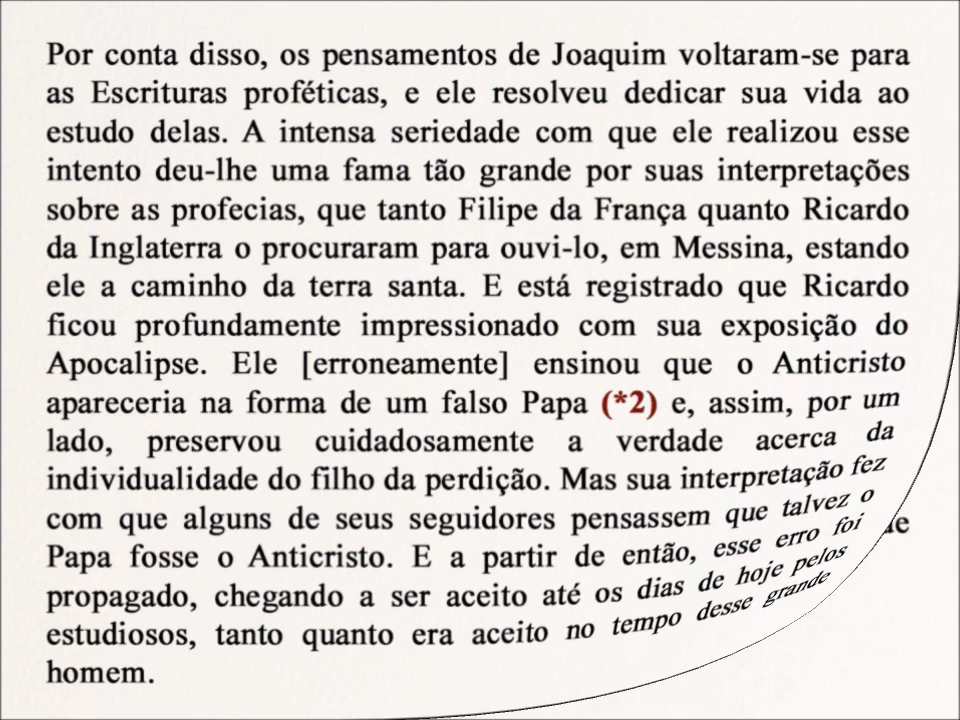 Por conta disso, os pensamentos de Joaquim voltaram-se para
as Escrituras proféticas, e ele resolveu dedicar sua vida ao
estudo delas. A intensa seriedade com que ele realizou esse
intento deu-lhe uma fama tão grande por suas interpretações
sobre as profecias, que tanto Filipe da França quanto Ricardo
da Inglaterra o procuraram para ouvi-lo, em Messina, estando
ele a caminho da terra santa. E está registrado que Ricardo
ficou profundamente impressionado com sua exposição do
Apocalipse. Ele [erroneamente] ensinou que o Anticristo
apareceria na forma de um falso Papa (*2) e, assim, por um
lado, preservou cuidadosamente a verdade acerca da
individualidade do filho da perdição. Mas sua interpretação fez
com que alguns de seus seguidores pensassem que talvez o
Papa fosse o Anticristo. E a partir de então, esse erro foi
propagado, chegando a ser aceito até os dias de hoje pelos
estudiosos, tanto quanto era aceito no tempo desse grande
homem.